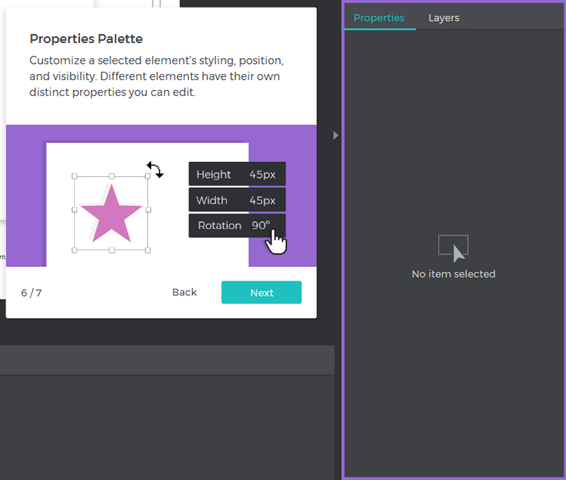 Properties Palette
Customize a selected element's styling, position,
and visibility. Different elements have their own
distinct properties you can edit.
Height 45px
Width 45px
Rotation 90°
6 / 7
Back
Next
Properties
Layers
No item selected